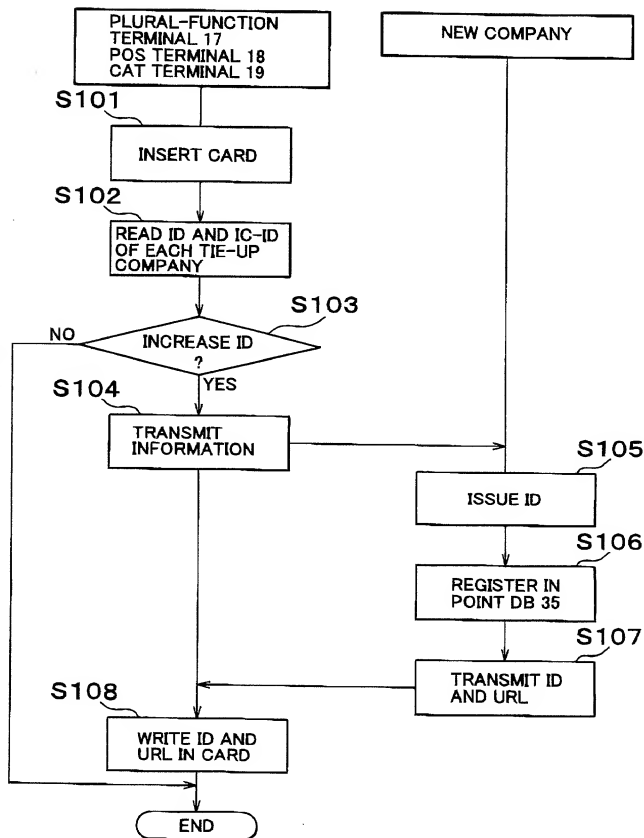 PLURAL-FUNCTION
TERMINAL 17
POS TERMINAL 18
CAT TERMINAL 19
NEW COMPANY
S101
INSERT CARD
S102
READ ID AND IC-ID
OF EACH TIE-UP
COMPANY
S103
NO
INCREASE ID
?
YES
S104
TRANSMIT
INFORMATION
S105
ISSUE ID
S106
REGISTER IN
POINT DB 35
S107
TRANSMIT ID
AND URL
S108
WRITE ID AND
URL IN CARD
END